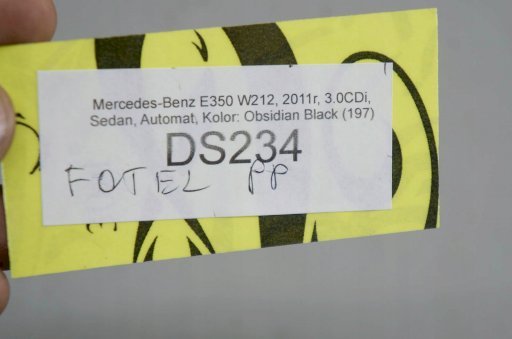 Mercedes-Benz E350 W212, 2011r, 3.0CDi,
Sedan, Automat, Kolor: Obsidian Black (197)
DS234
FOTEL PP